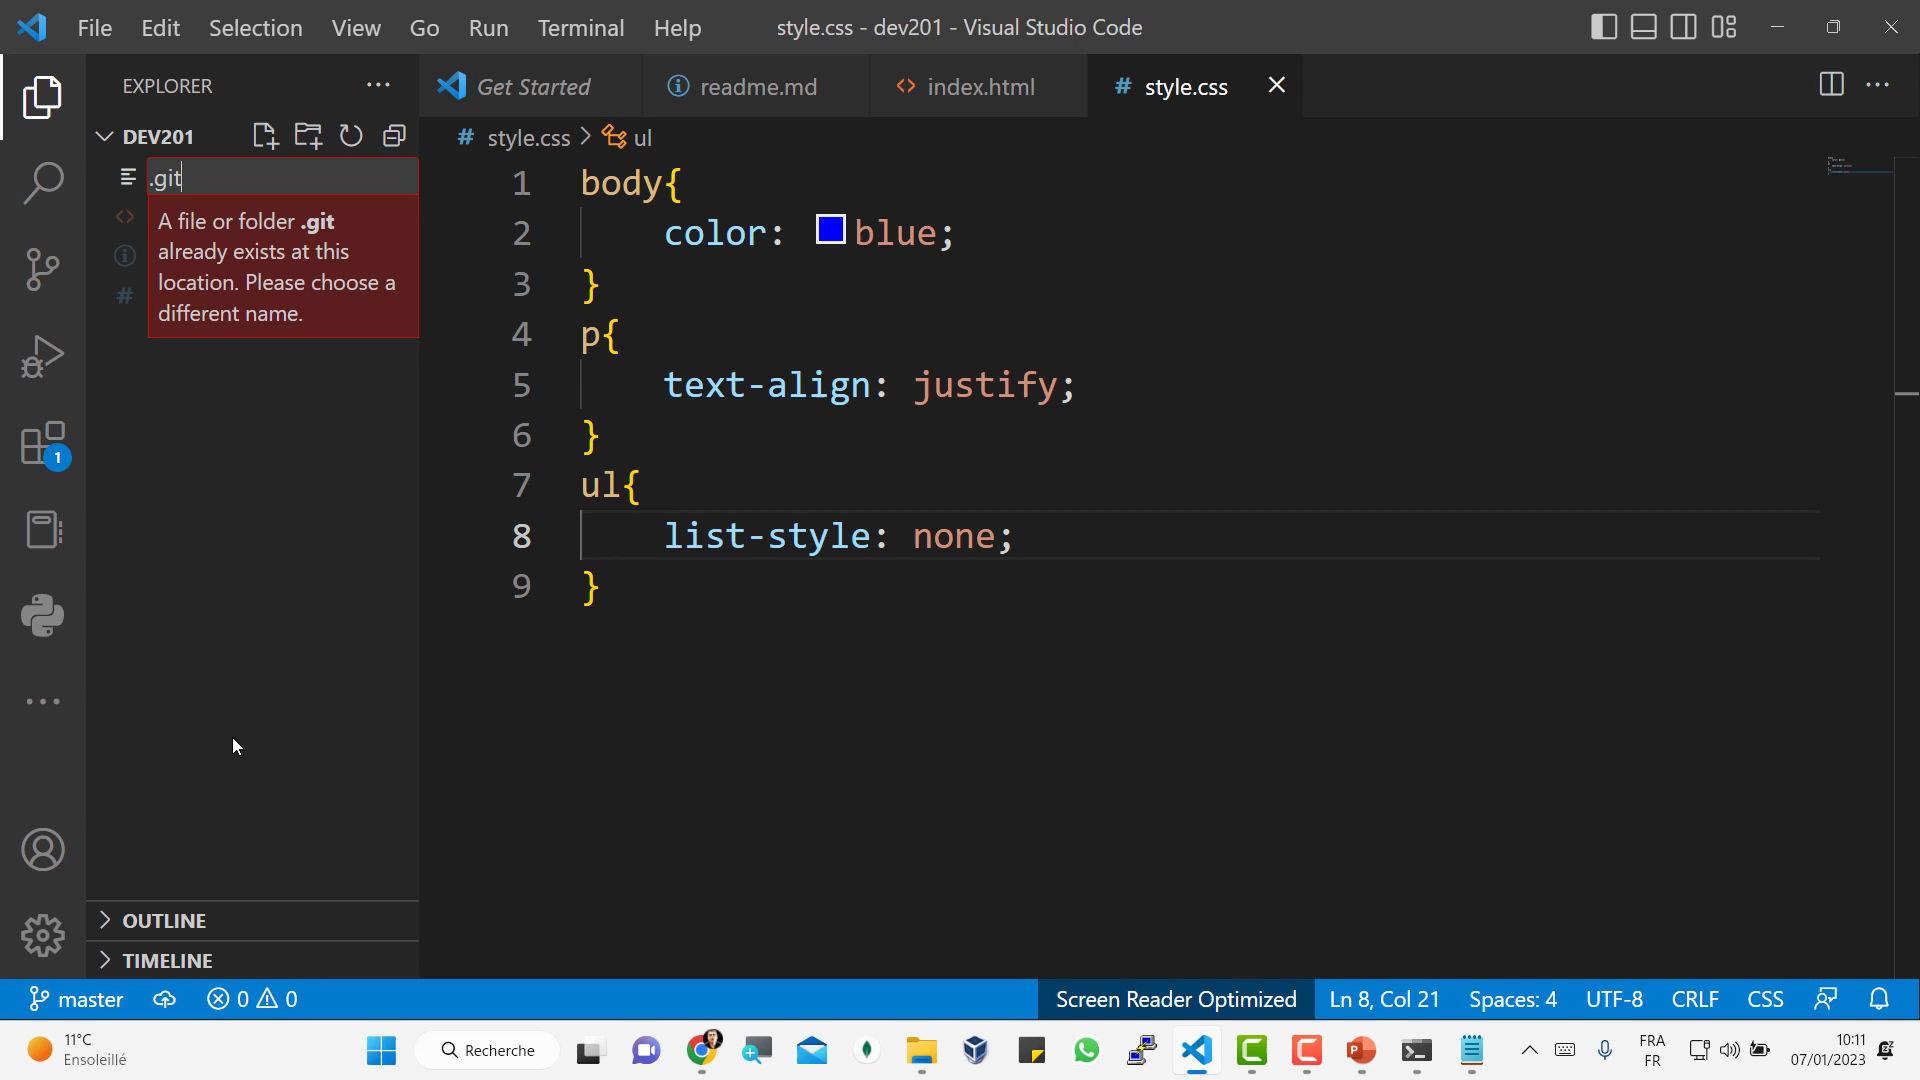 File Edit Selection View Go Run Terminal Help style.css - dev201 - Visual Studio Code
EXPLORER
Get Started readme.md index.html style.css
DEV201
style.css > ul
.git
A file or folder .git
already exists at this
location. Please choose a
different name.
1 body{
2 color: blue;
3 }
4 p{
5 text-align: justify;
6 }
7 ul{
8 list-style: none;
9 }
1
OUTLINE
TIMELINE
master 0 0 Screen Reader Optimized Ln 8, Col 21 Spaces: 4 UTF-8 CRLF CSS
11°C
Ensoleillé
Recherche
FRA
FR
10:11
07/01/2023